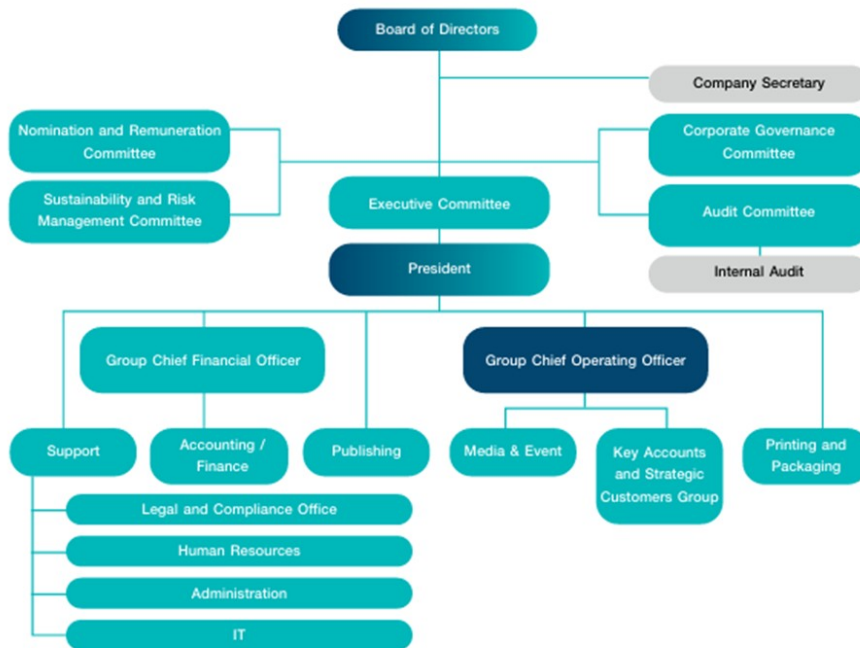 Board of Directors
Company Secretary
Nomination and Remuneration
Committee
Corporate Governance
Committee
Sustainability and Risk
Management Committee
Executive Committee
Audit Committee
President
Internal Audit
Group Chief Financial Officer
Group Chief Operating Officer
Support
Accounting /
Finance
Publishing
Media & Event
Key Accounts
and Strategic
Customers Group
Printing and
Packaging
Legal and Compliance Office
Human Resources
Administration
IT